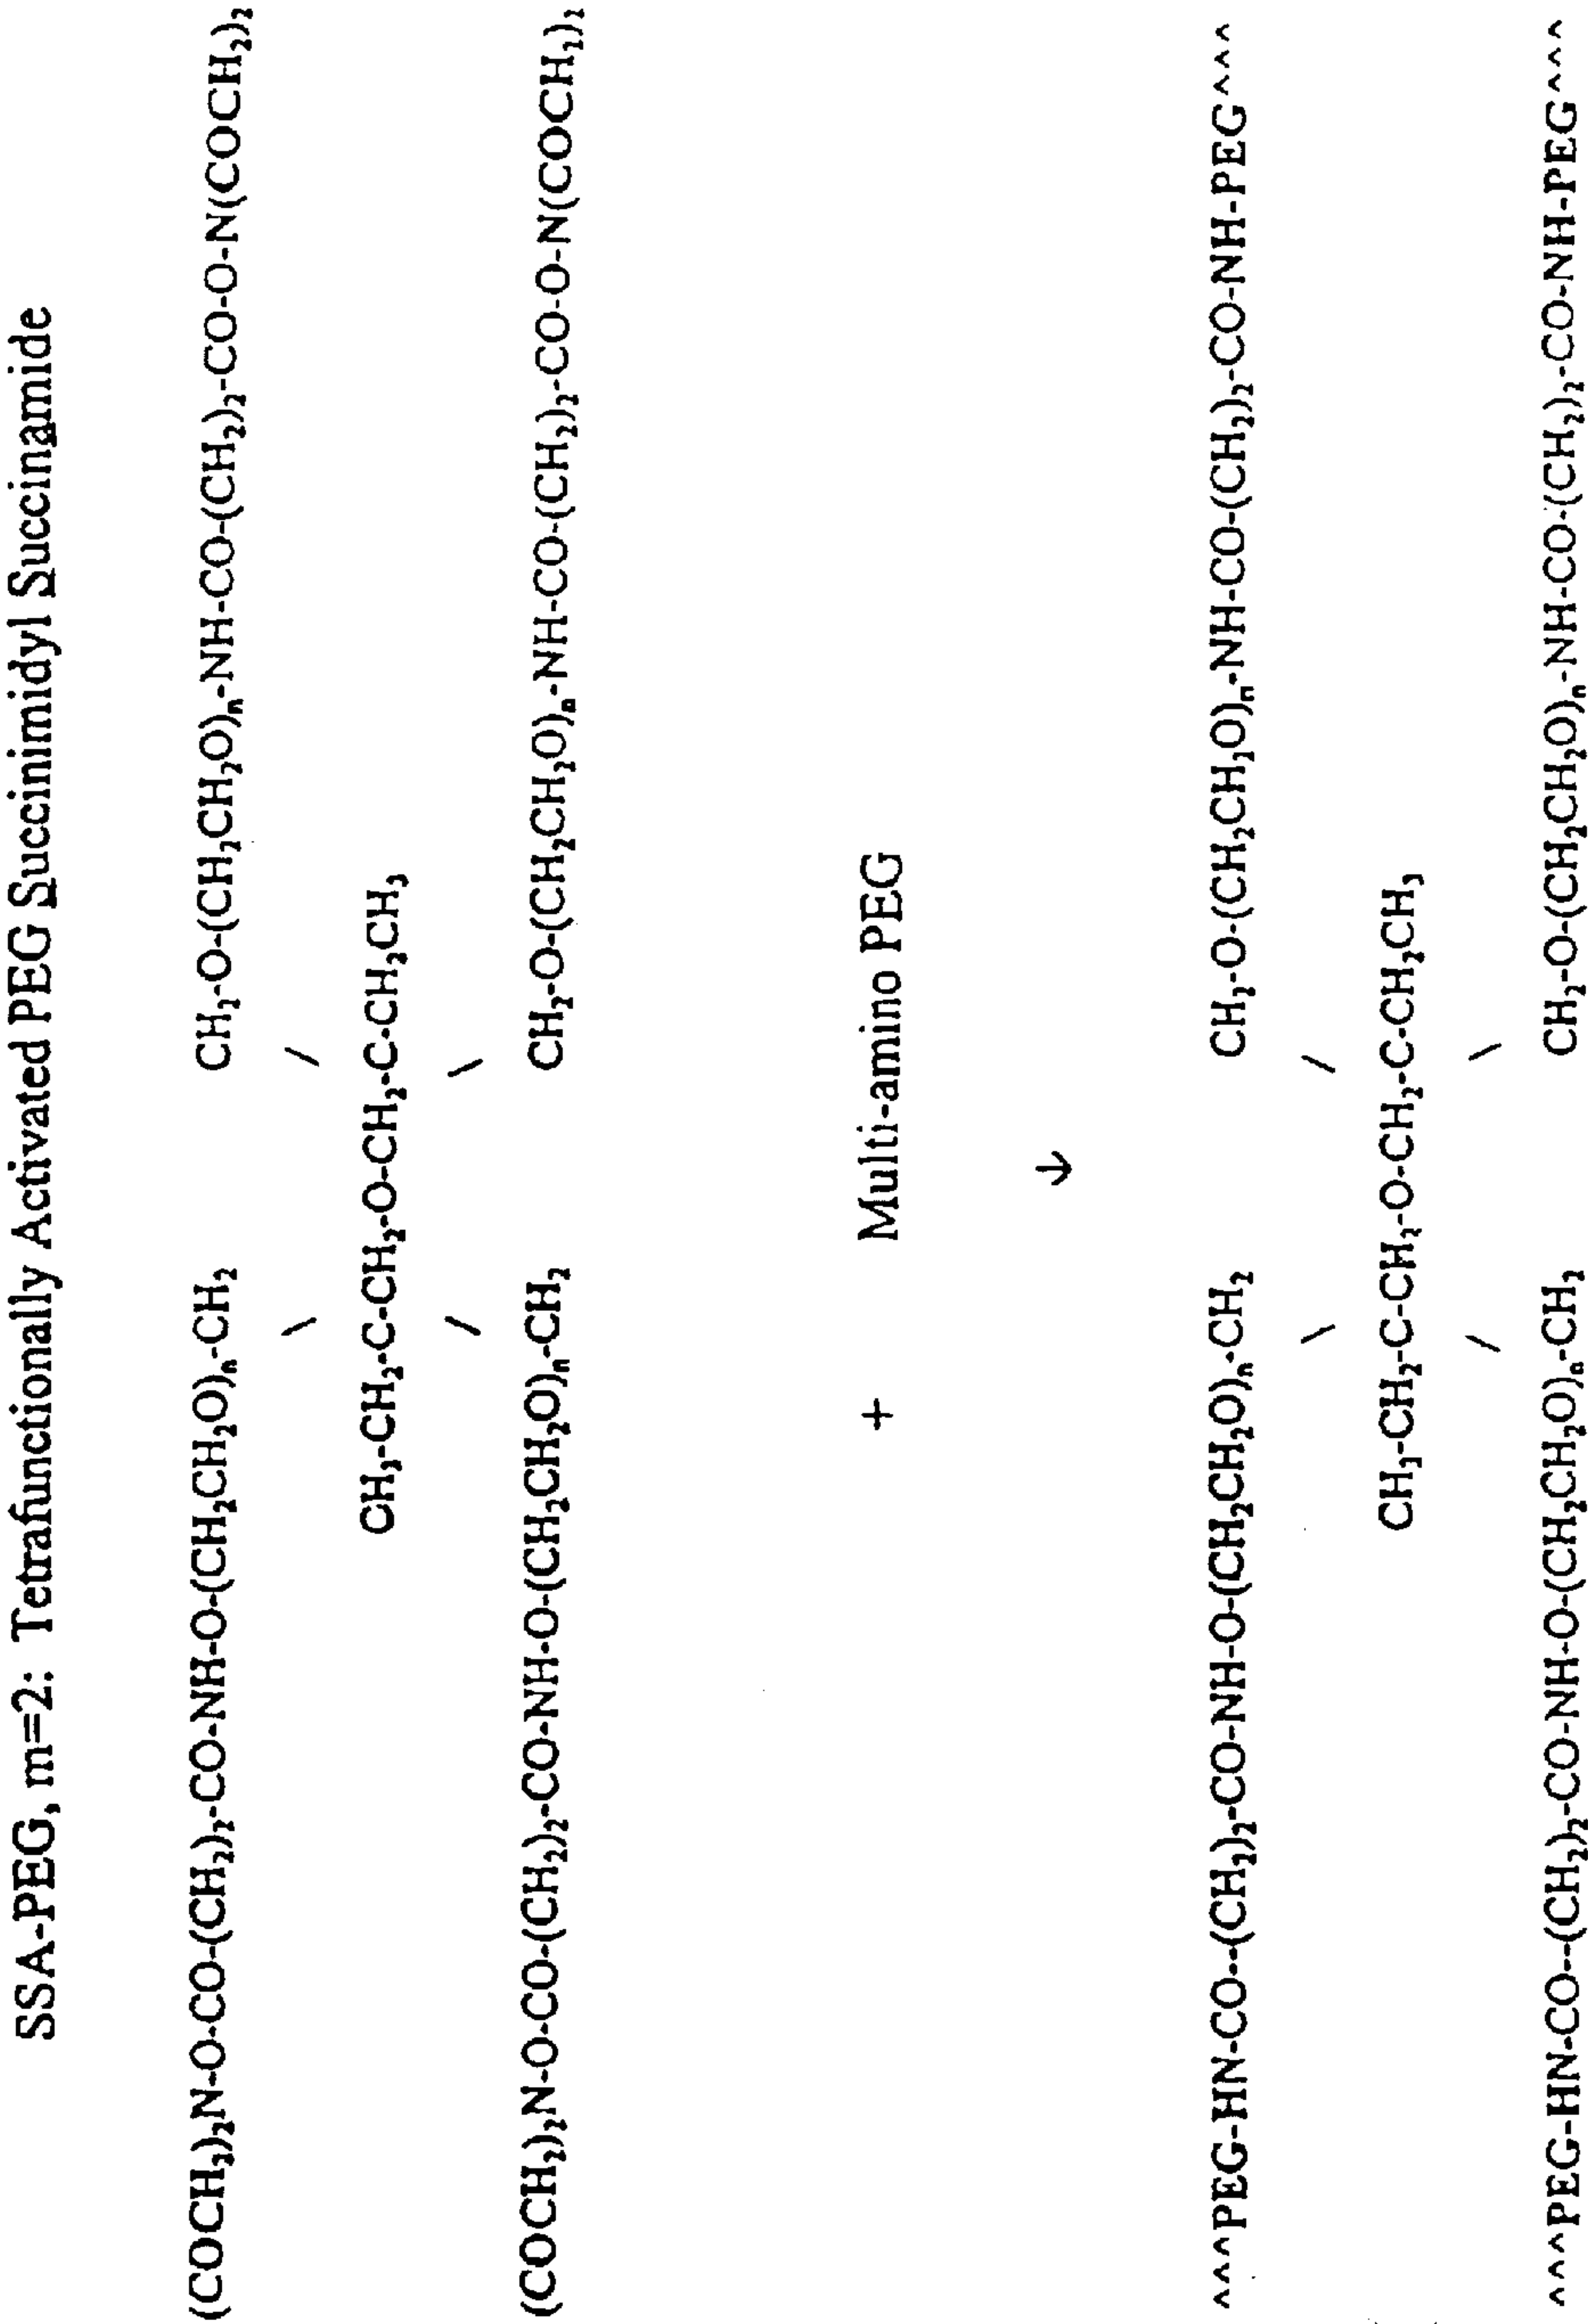 SSA-PEG, m=2: Tetrafunctionally Activated PEG Succinimidyl Succinamide
(COCH₂)₂N-O-CO-(CH₂)₂-CO-NH-O-(CH₂CH₂O)ₙ-CH₂ CH₂-O-(CH₂CH₂O)ₙ-NH-CO-(CH₂)₂-CO-O-N(COCH₂)₂
\ /
CH₃-CH₂-C-CH₂-O-CH₂-C-CH₂CH₃
/ \
(COCH₂)₂N-O-CO-(CH₂)₂-CO-NH-O-(CH₂CH₂O)ₙ-CH₂ CH₂-O-(CH₂CH₂O)ₙ-NH-CO-(CH₂)₂-CO-O-N(COCH₂)₂
+ Multi-amino PEG
↓
^^^PEG-HN-CO--(CH₂)₂-CO-NH-O-(CH₂CH₂O)ₙ-CH₂ CH₂-O-(CH₂CH₂O)ₙ-NH-CO-(CH₂)₂-CO-NH-PEG^^^
\ /
CH₃-CH₂-C-CH₂-O-CH₂-C-CH₂CH₃
/ \
^^^PEG-HN-CO--(CH₂)₂-CO-NH-O-(CH₂CH₂O)ₙ-CH₂ CH₂-O-(CH₂CH₂O)ₙ-NH-CO-(CH₂)₂-CO-NH-PEG^^^